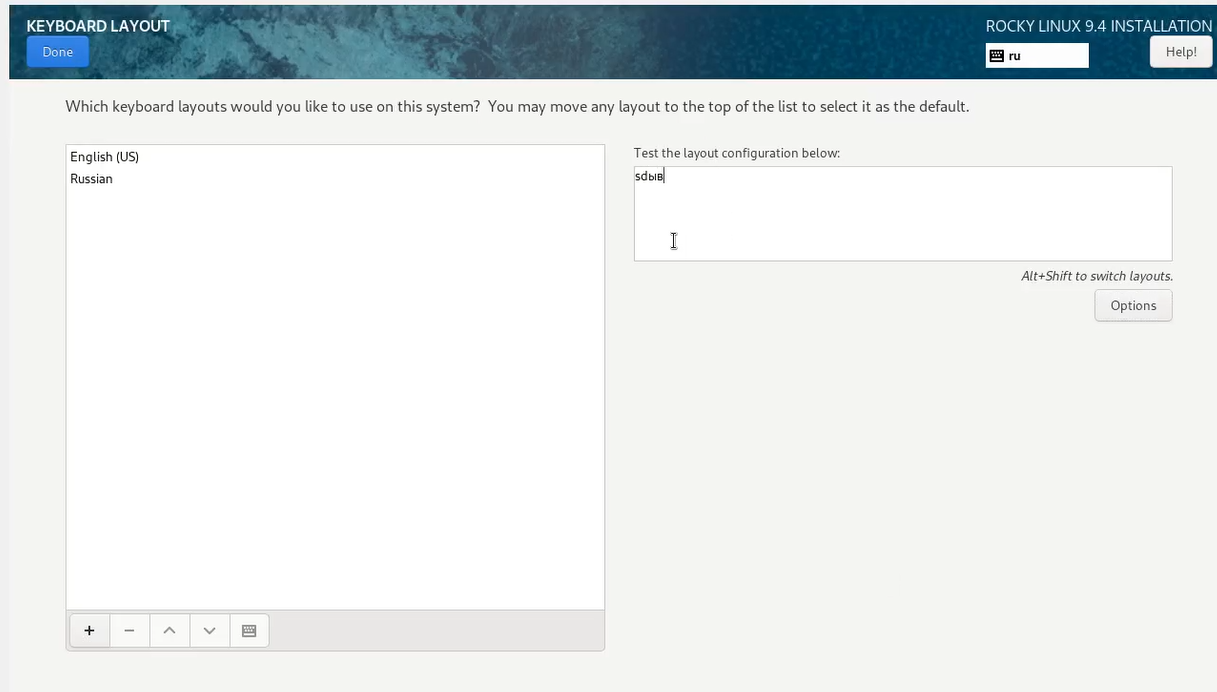 KEYBOARD LAYOUT
Done
ROCKY LINUX 9.4 INSTALLATION
ru
Help!
Which keyboard layouts would you like to use on this system? You may move any layout to the top of the list to select it as the default.
English (US)
Russian
Test the layout configuration below:
sdыв
Alt+Shift to switch layouts.
Options